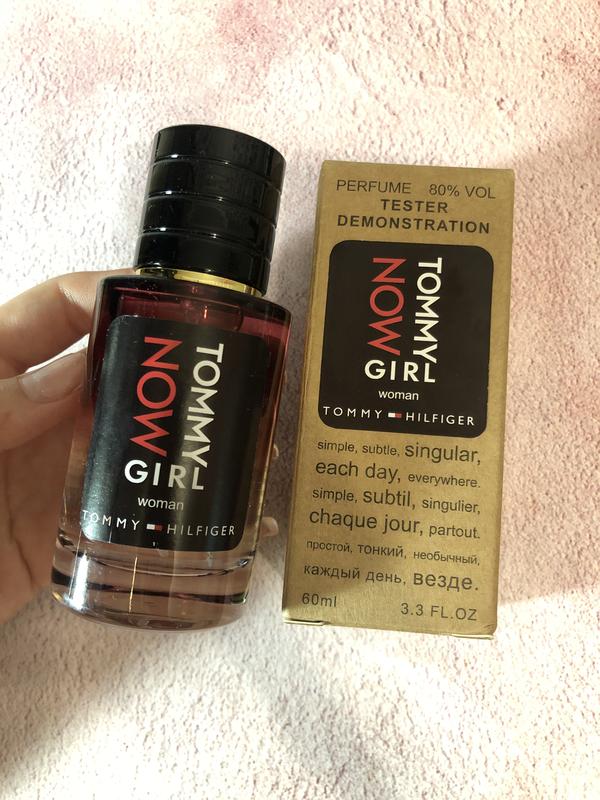 NOW
TOMMY
GIRL
woman
TOMMY HILFIGER
PERFUME 80% VOL
TESTER
DEMONSTRATION
NOW
TOMMY
GIRL
woman
TOMMY HILFIGER
simple, subtle, singular,
each day, everywhere.
simple, subtil, singulier,
chaque jour, partout.
простой, тонкий, необычный,
каждый день, везде.
60ml 3.3 FL.OZ